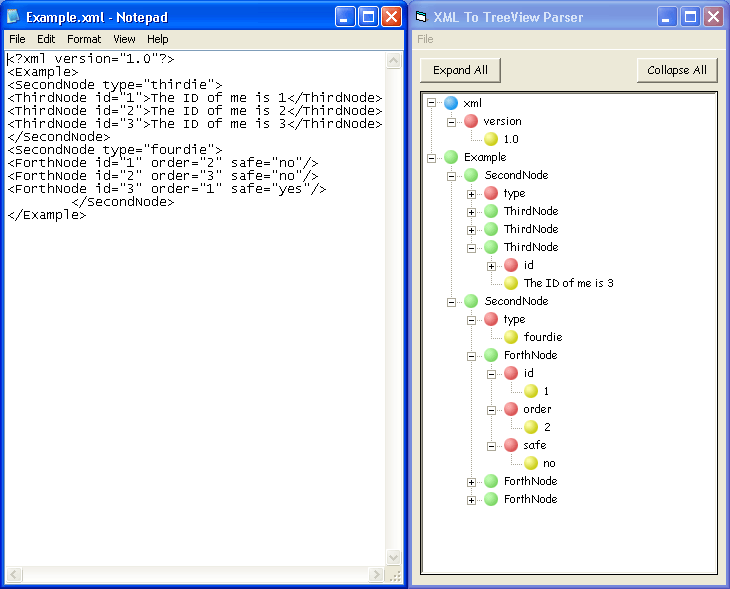 Example.xml - Notepad
File Edit Format View Help
<?xml version="1.0"?>
<Example>
<SecondNode type="thirdie">
<ThirdNode id="1">The ID of me is 1</ThirdNode>
<ThirdNode id="2">The ID of me is 2</ThirdNode>
<ThirdNode id="3">The ID of me is 3</ThirdNode>
</SecondNode>
<SecondNode type="fourdie">
<ForthNode id="1" order="2" safe="no"/>
<ForthNode id="2" order="3" safe="no"/>
<ForthNode id="3" order="1" safe="yes"/>
</SecondNode>
</Example>
XML To TreeView Parser
File
Expand All Collapse All
xml
version
1.0
Example
SecondNode
type
ThirdNode
ThirdNode
ThirdNode
id
The ID of me is 3
SecondNode
type
fourdie
ForthNode
id
1
order
2
safe
no
ForthNode
ForthNode